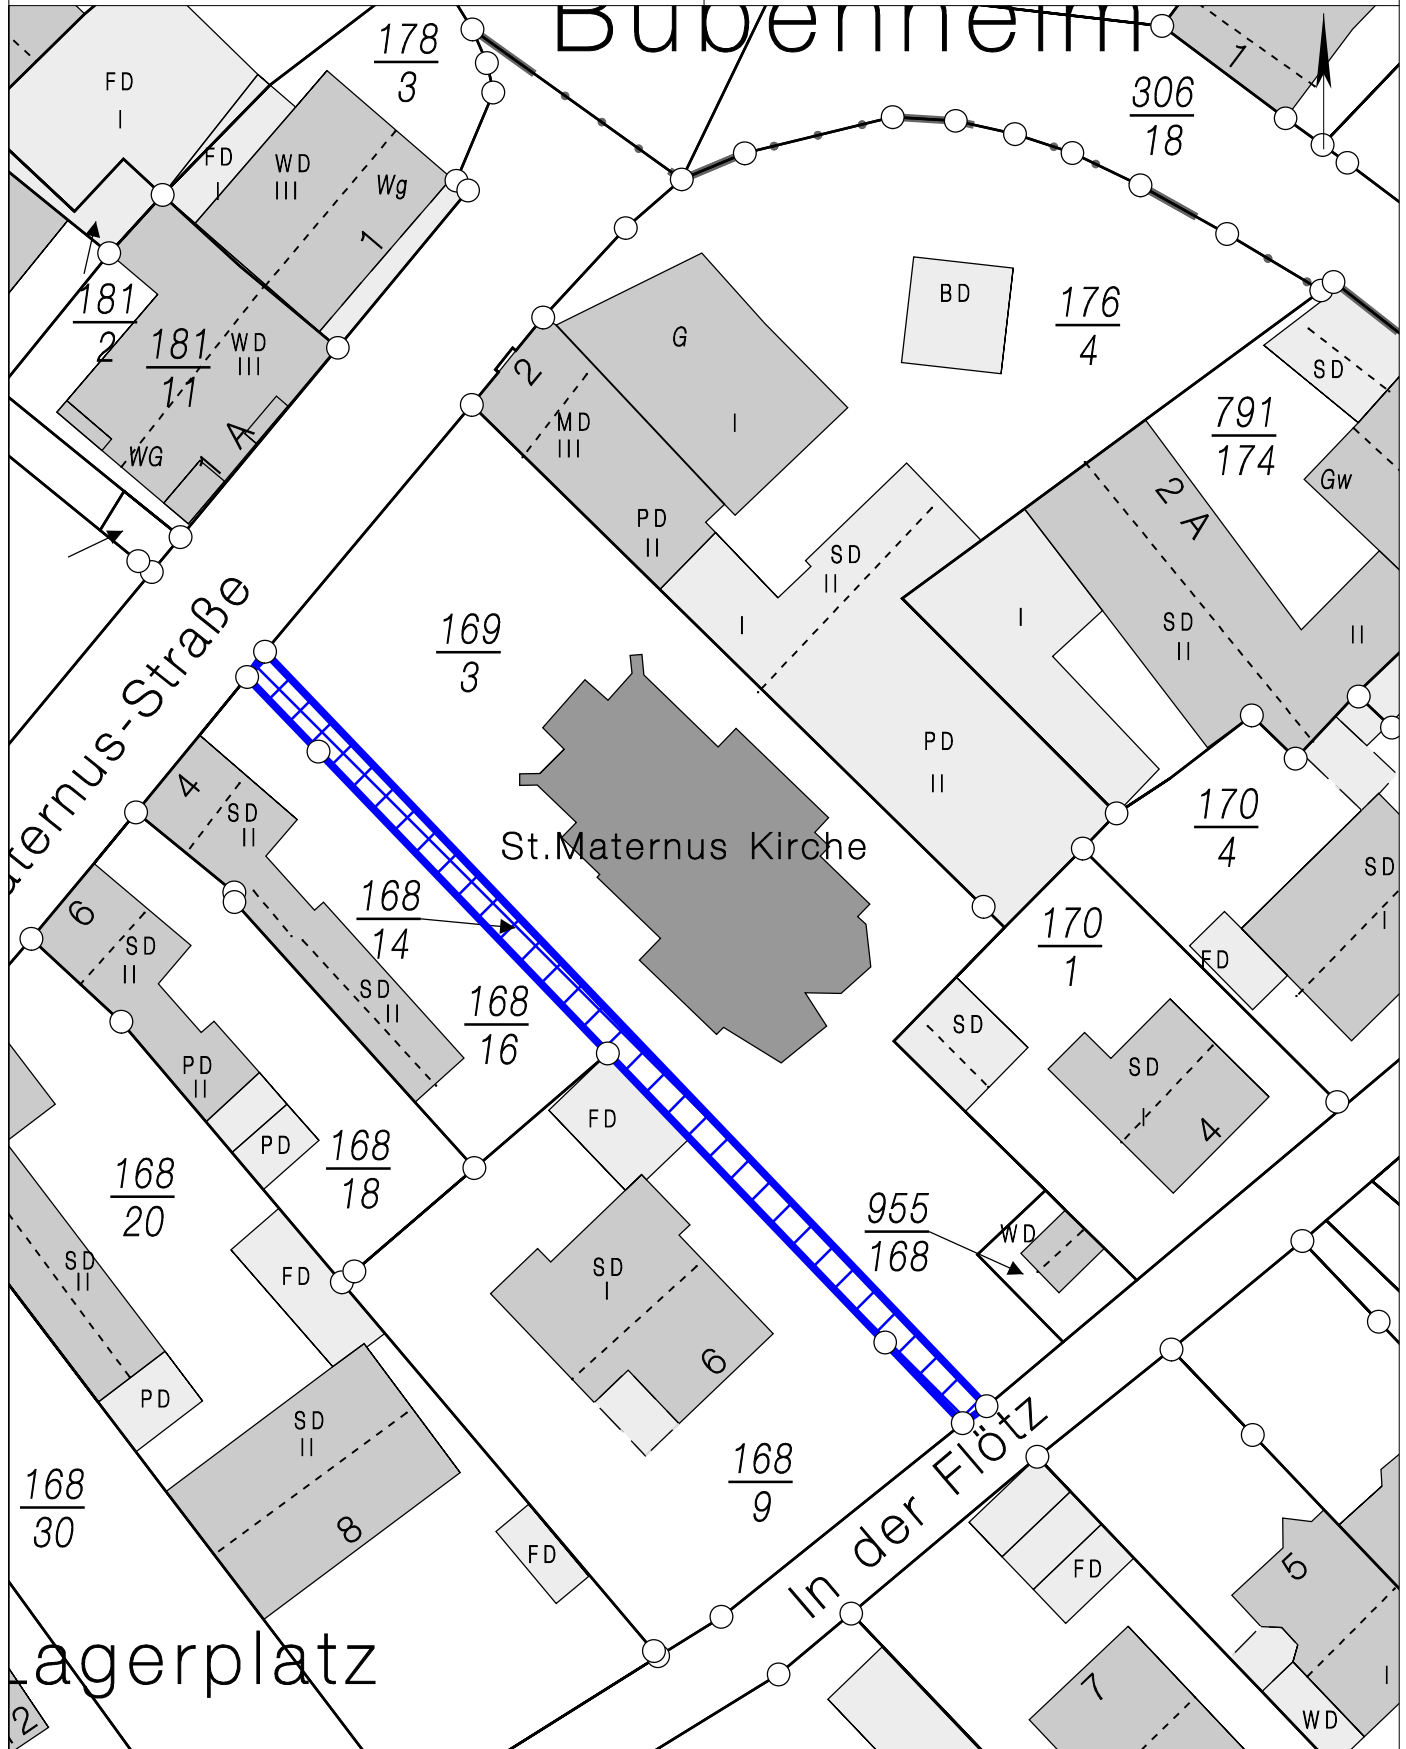 Bubenheim
178
3
FD
I
1
306
18
FD
I
WD
III
Wg
1
BD
176
4
181
2
181
11
WD
III
G
I
2
MD
III
SD
791
174
WG
1 A
Gw
PD
II
SD
II
2 A
I
I
SD
II
II
169
3
aternus-Straße
PD
II
4
SD
II
170
4
St.Maternus Kirche
SD
I
168
14
6
SD
II
170
1
FD
SD
II
168
16
SD
PD
II
SD
I
4
FD
PD
168
18
168
20
955
168
WD
SD
II
FD
SD
I
6
PD
SD
II
168
9
In der Flötz
168
30
8
FD
FD
5
Lagerplatz
I
7
2
WD